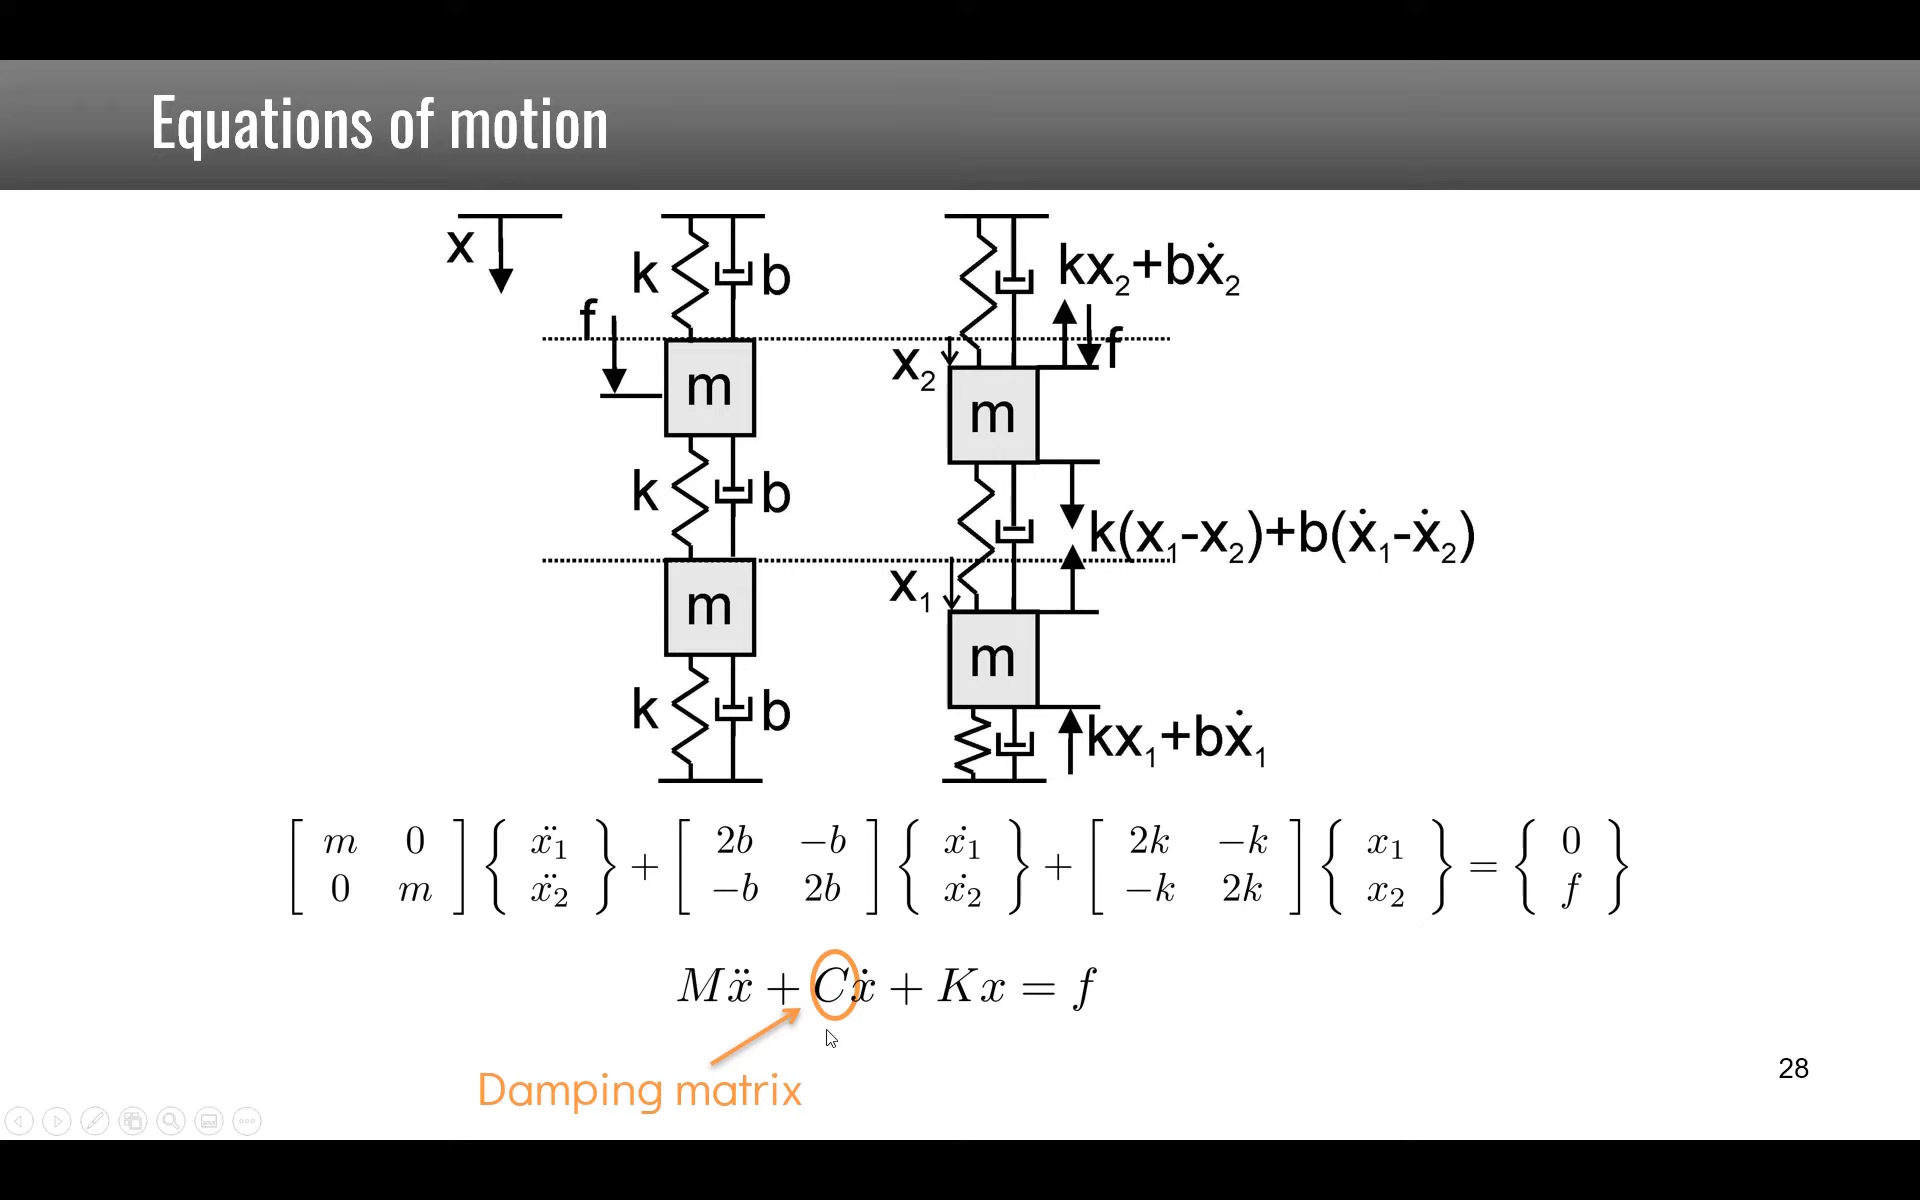 Equations of motion
x
k b
kx₂+bẋ₂
f
f
x₂
m
m
k b
k(x₁-x₂)+b(ẋ₁-ẋ₂)
x₁
m
m
k b
kx₁+bẋ₁
[ m 0 ; 0 m ] { ẍ₁ ; ẍ₂ } + [ 2b −b ; −b 2b ] { ẋ₁ ; ẋ₂ } + [ 2k −k ; −k 2k ] { x₁ ; x₂ } = { 0 ; f }
Mẍ + Cẋ + Kx = f
28
Damping matrix